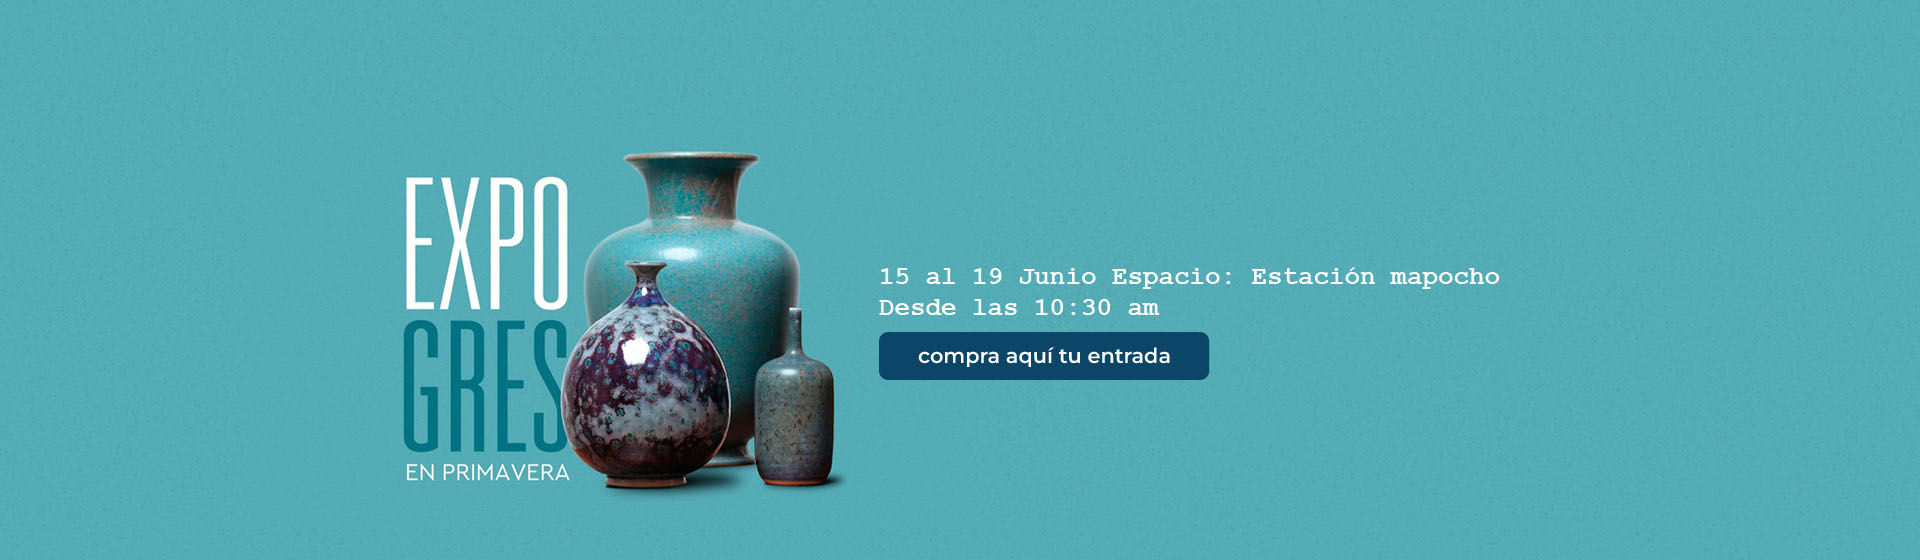 EXPO
GRES
EN PRIMAVERA
15 al 19 Junio Espacio: Estación mapocho
Desde las 10:30 am
compra aquí tu entrada